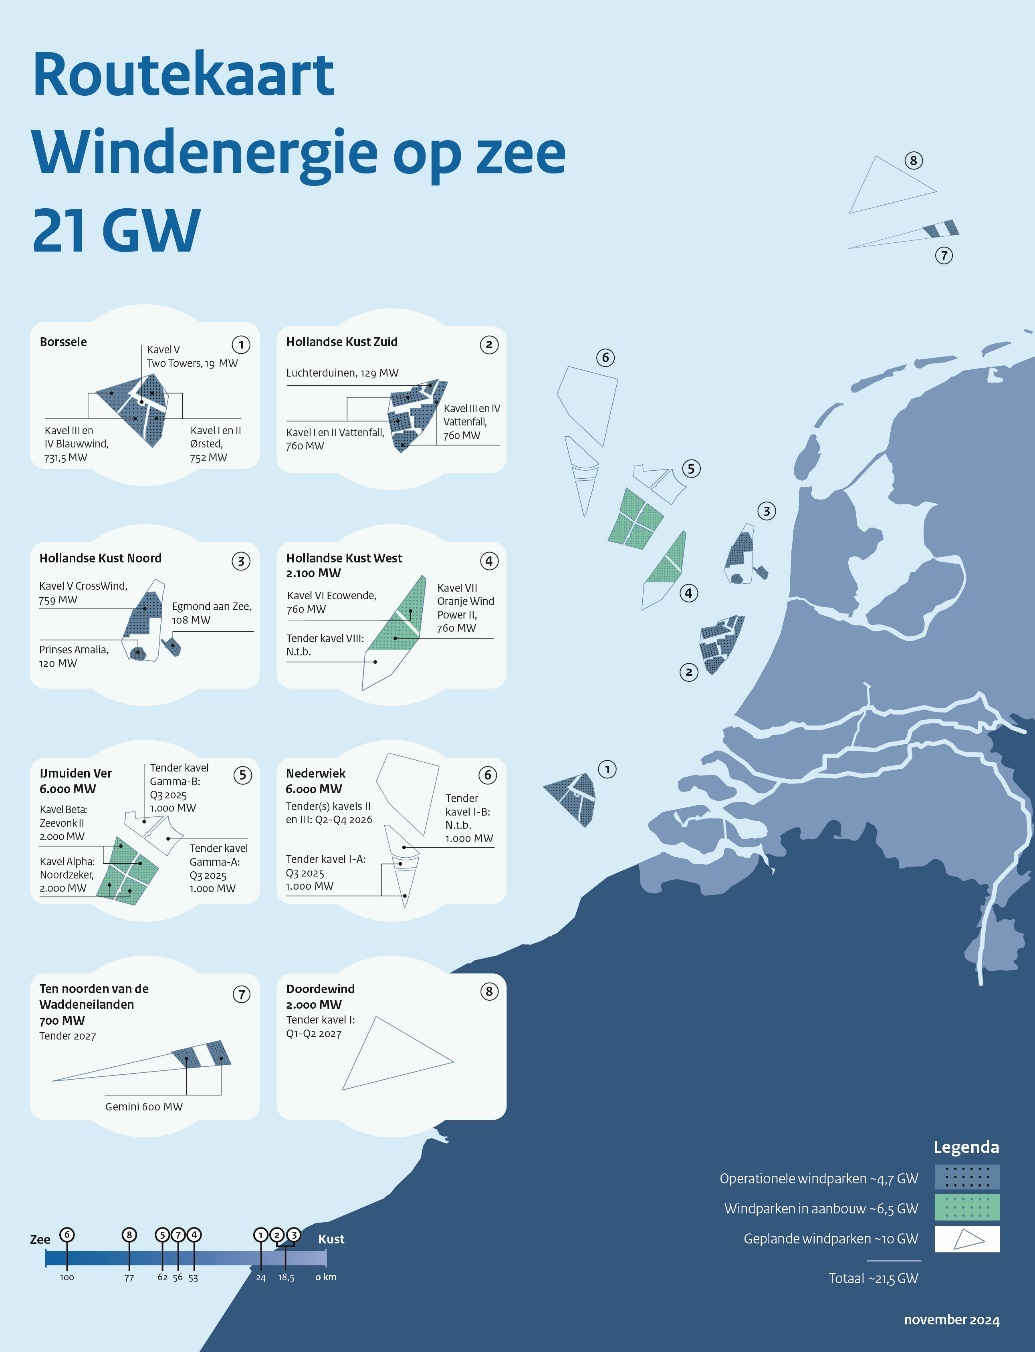 Routekaart
Windenergie op zee
21 GW
8
7
6
5
3
4
2
1
Borssele
1
Kavel V
Two Towers, 19 MW
Kavel III en
IV Blauwwind,
731,5 MW
Kavel I en II
Ørsted,
752 MW
Hollandse Kust Zuid
2
Luchterduinen, 129 MW
Kavel I en II Vattenfall,
760 MW
Kavel III en IV
Vattenfall,
760 MW
Hollandse Kust Noord
3
Kavel V CrossWind,
759 MW
Egmond aan Zee,
108 MW
Prinses Amalia,
120 MW
Hollandse Kust West
2.100 MW
4
Kavel VI Ecowende,
760 MW
Kavel VII
Oranje Wind
Power II,
760 MW
Tender kavel VIII:
N.t.b.
IJmuiden Ver
6.000 MW
5
Tender kavel
Gamma-B:
Q3 2025
1.000 MW
Kavel Beta:
Zeevonk II
2.000 MW
Kavel Alpha:
Noordzeker,
2.000 MW
Tender kavel
Gamma-A:
Q3 2025
1.000 MW
Nederwiek
6.000 MW
6
Tender(s) kavels II
en III: Q2-Q4 2026
Tender
kavel I-B:
N.t.b.
1.000 MW
Tender kavel I-A:
Q3 2025
1.000 MW
Ten noorden van de
Waddeneilanden
700 MW
7
Tender 2027
Gemini 600 MW
Doordewind
2.000 MW
8
Tender kavel I:
Q1-Q2 2027
Legenda
Operationele windparken ~4,7 GW
Windparken in aanbouw ~6,5 GW
Geplande windparken ~10 GW
Totaal ~21,5 GW
Zee 6 8 5 7 4 1 2 3 Kust
100 77 62 56 53 24 18,5 0 km
november 2024